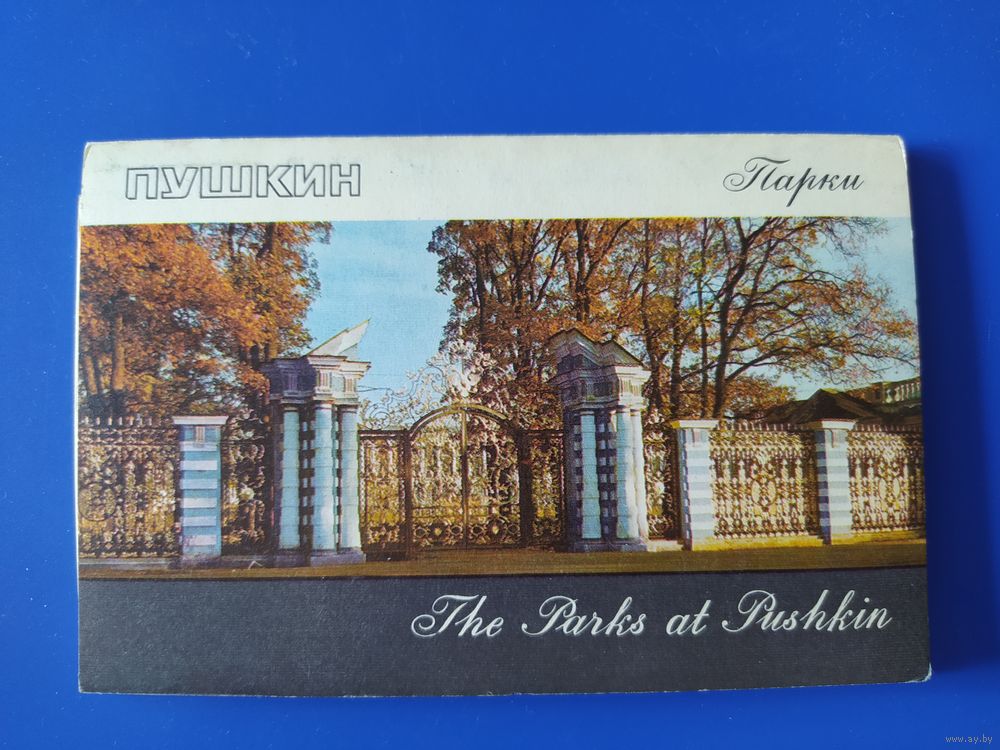 ПУШКИН
Парки
The Parks at Pushkin
www.ay.by